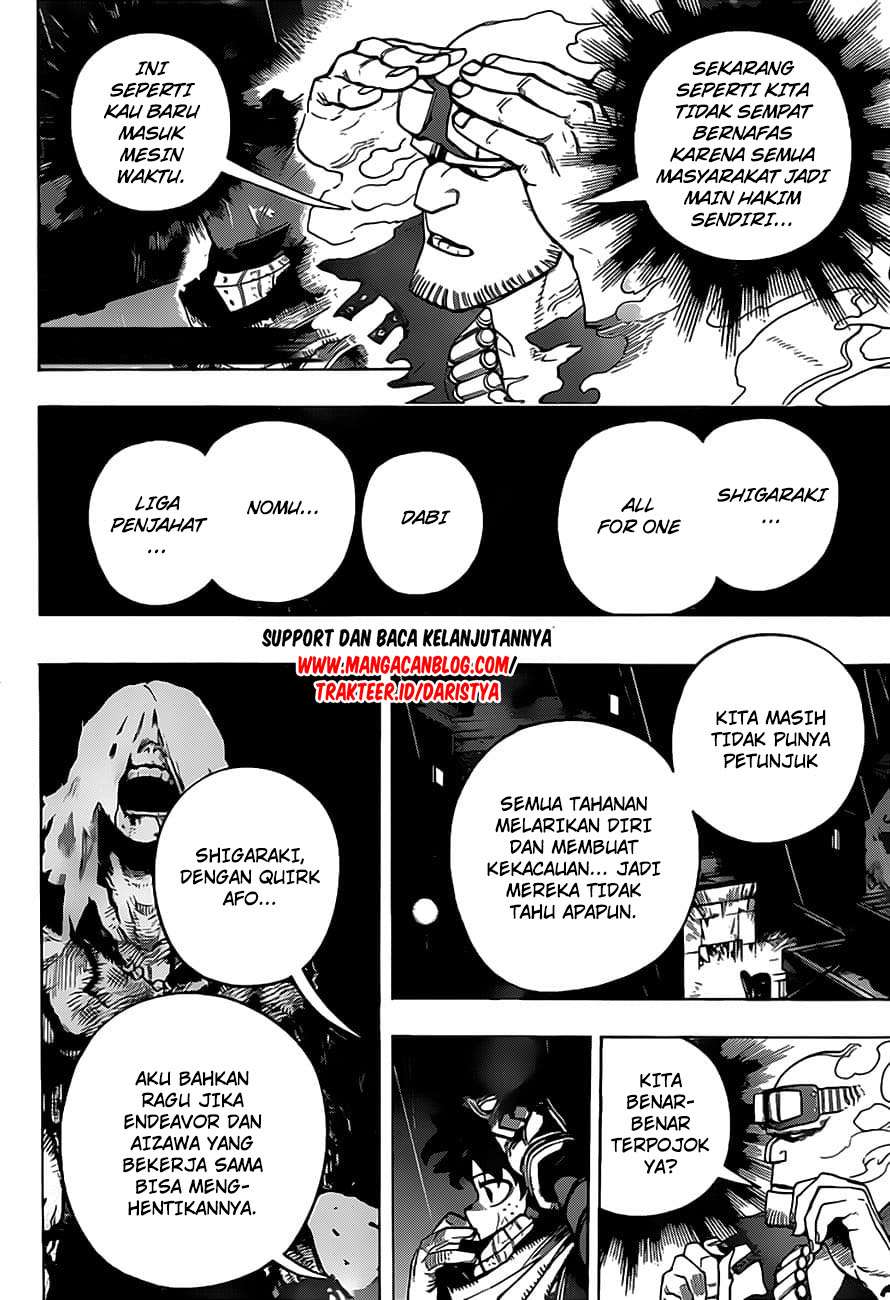 SEKARANG
SEPERTI KITA
TIDAK SEMPAT
BERNAFAS
KARENA SEMUA
MASYARAKAT JADI
MAIN HAKIM
SENDIRI...
INI
SEPERTI
KAU BARU
MASUK
MESIN
WAKTU.
SHIGARAKI
...
ALL
FOR ONE
DABI
NOMU...
LIGA
PENJAHAT
...
SUPPORT DAN BACA KELANJUTANNYA
WWW.MANGACANBLOG.COM/
TRAKTEER.ID/DARISTYA
KITA MASIH
TIDAK PUNYA
PETUNJUK
SEMUA TAHANAN
MELARIKAN DIRI
DAN MEMBUAT
KEKACAUAN... JADI
MEREKA TIDAK
TAHU APAPUN.
SHIGARAKI,
DENGAN QUIRK
AFO...
AKU BAHKAN
RAGU JIKA
ENDEAVOR DAN
AIZAWA YANG
BEKERJA SAMA
BISA MENG-
HENTIKANNYA.
KITA
BENAR-
BENAR
TERPOJOK
YA?